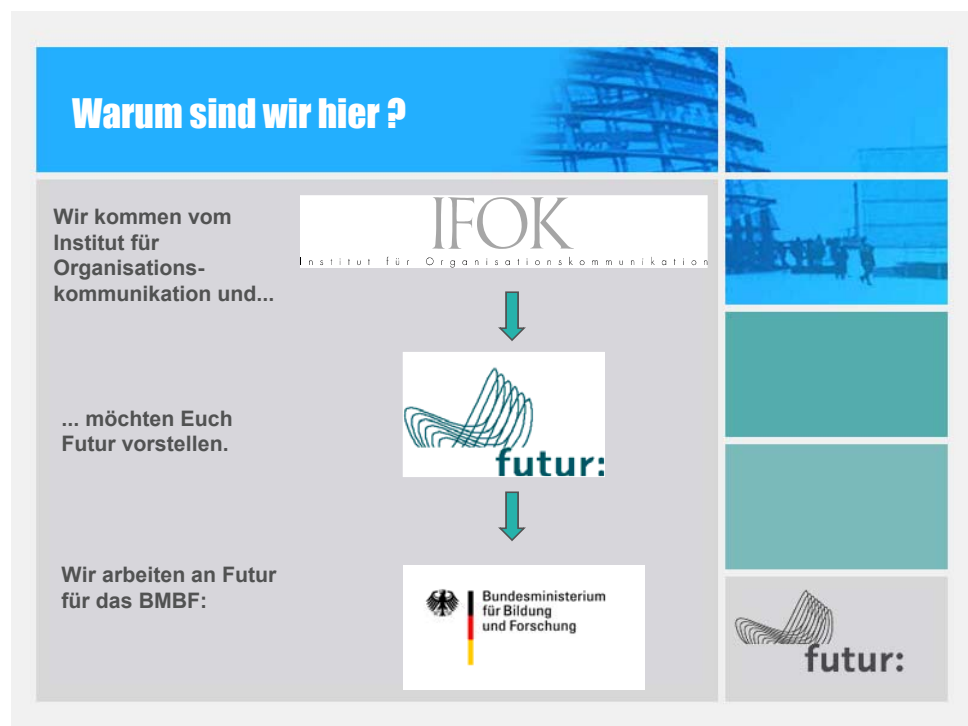 Warum sind wir hier ?
Wir kommen vom
Institut für
Organisations-
kommunikation und...
IFOK
Institut für Organisationskommunikation
... möchten Euch
Futur vorstellen.
futur:
Wir arbeiten an Futur
für das BMBF:
Bundesministerium
für Bildung
und Forschung
futur: